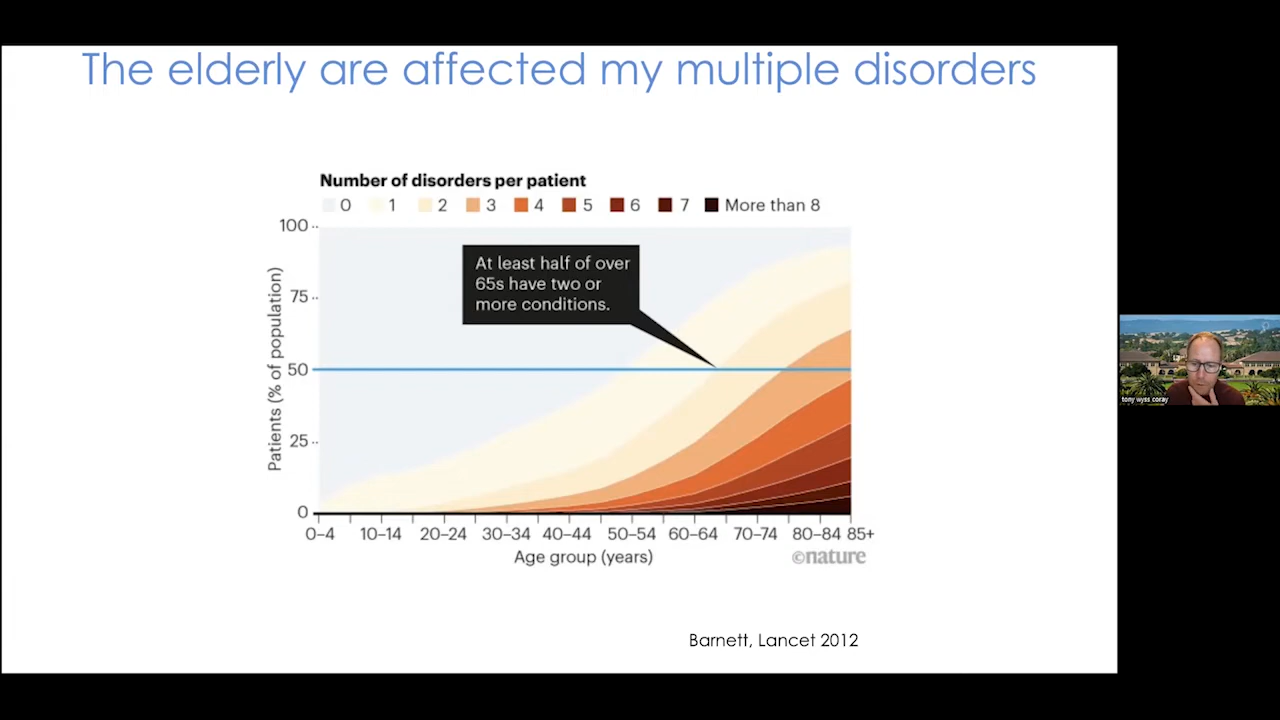 The elderly are affected my multiple disorders
Number of disorders per patient
0 1 2 3 4 5 6 7 More than 8
100
75
50
25
0
Patients (% of population)
At least half of over
65s have two or
more conditions.
0–4 10–14 20–24 30–34 40–44 50–54 60–64 70–74 80–84 85+
Age group (years)
©nature
Barnett, Lancet 2012
tony wyss coray